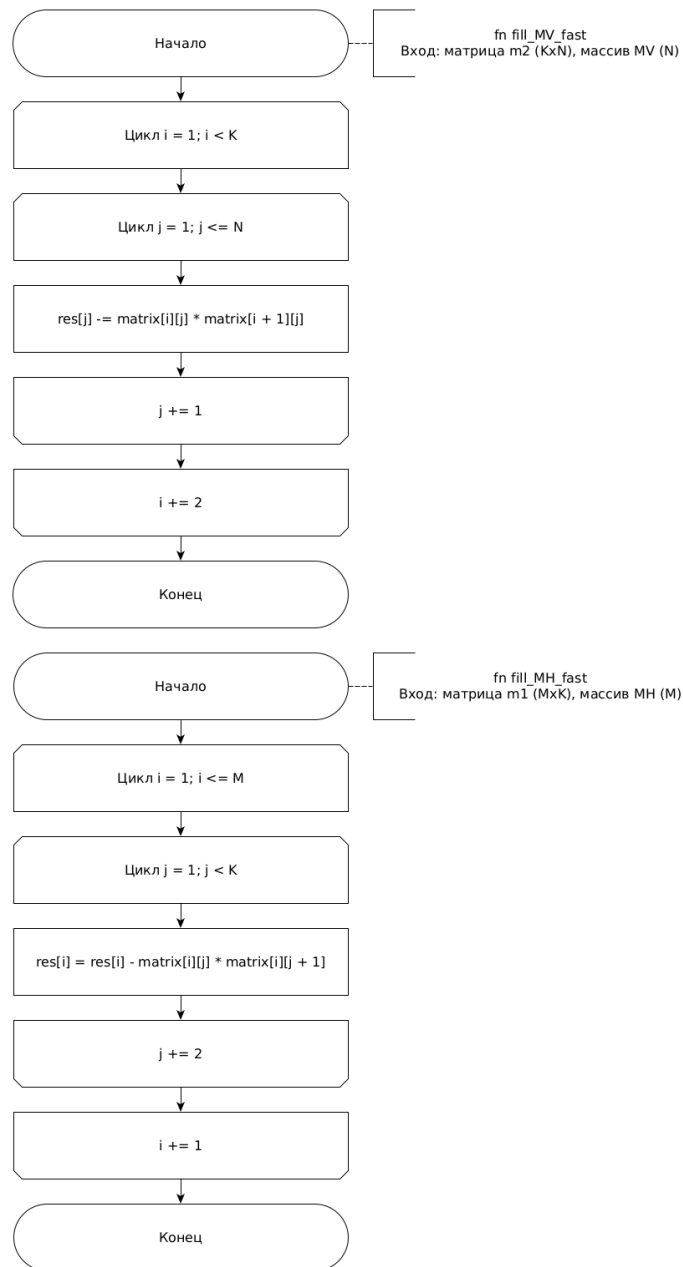 Начало
fn fill_MV_fast
Вход: матрица m2 (KxN), массив MV (N)
Цикл i = 1; i < K
Цикл j = 1; j <= N
res[j] -= matrix[i][j] * matrix[i + 1][j]
j += 1
i += 2
Конец
Начало
fn fill_MH_fast
Вход: матрица m1 (MxK), массив MH (M)
Цикл i = 1; i <= M
Цикл j = 1; j < K
res[i] = res[i] - matrix[i][j] * matrix[i][j + 1]
j += 2
i += 1
Конец